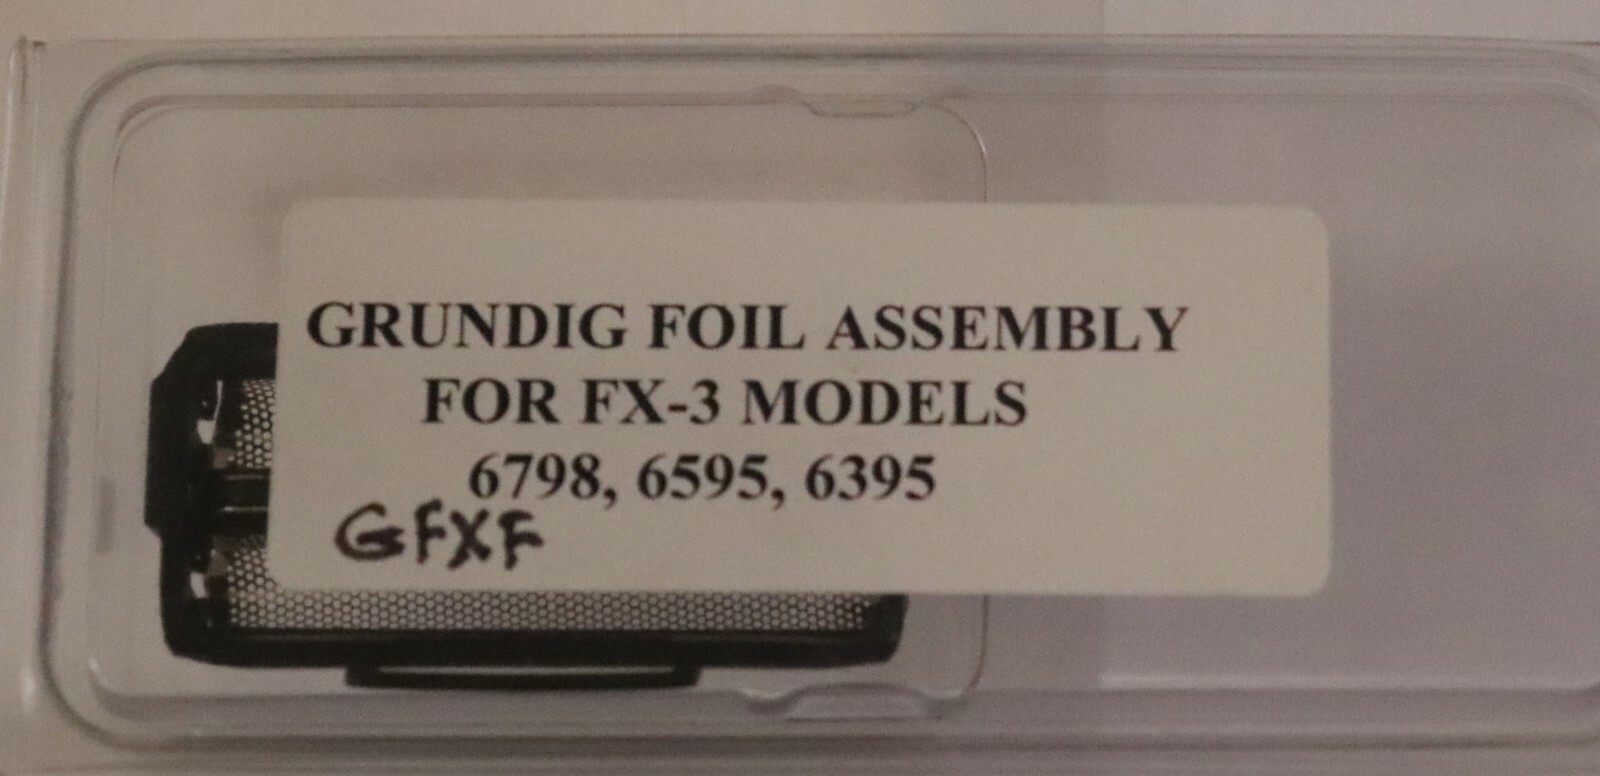 GRUNDIG FOIL ASSEMBLY
FOR FX-3 MODELS
6798, 6595, 6395
GFXF